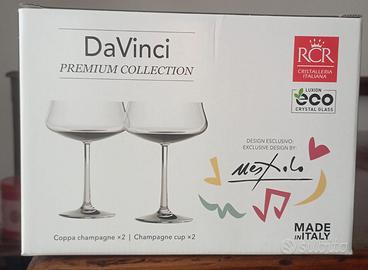 DaVinci
PREMIUM COLLECTION
RCR
CRISTALLERIA
ITALIANA
LUXION
eco
CRYSTAL GLASS
DESIGN ESCLUSIVO:
EXCLUSIVE DESIGN BY:
Coppa champagne ×2 | Champagne cup ×2
MADE
in ITALY
subito